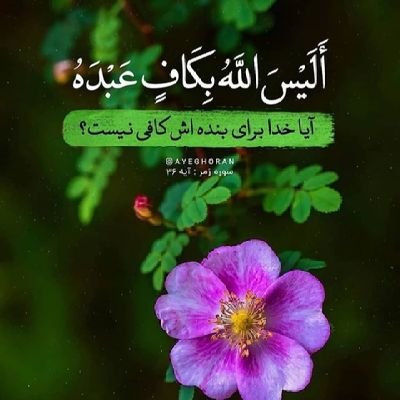 أَلَيْسَ اللَّهُ بِكَافٍ عَبْدَهُ
آیا خدا برای بنده اش کافی نیست؟
@AYEGHORAN
سوره زمر : آیه ۳۶